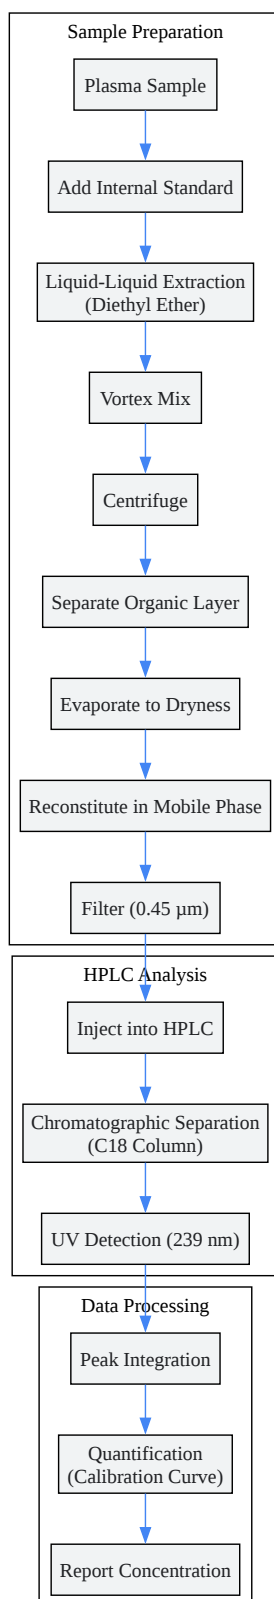 Sample Preparation
Plasma Sample
Add Internal Standard
Liquid-Liquid Extraction
(Diethyl Ether)
Vortex Mix
Centrifuge
Separate Organic Layer
Evaporate to Dryness
Reconstitute in Mobile Phase
Filter (0.45 µm)
HPLC Analysis
Inject into HPLC
Chromatographic Separation
(C18 Column)
UV Detection (239 nm)
Data Processing
Peak Integration
Quantification
(Calibration Curve)
Report Concentration